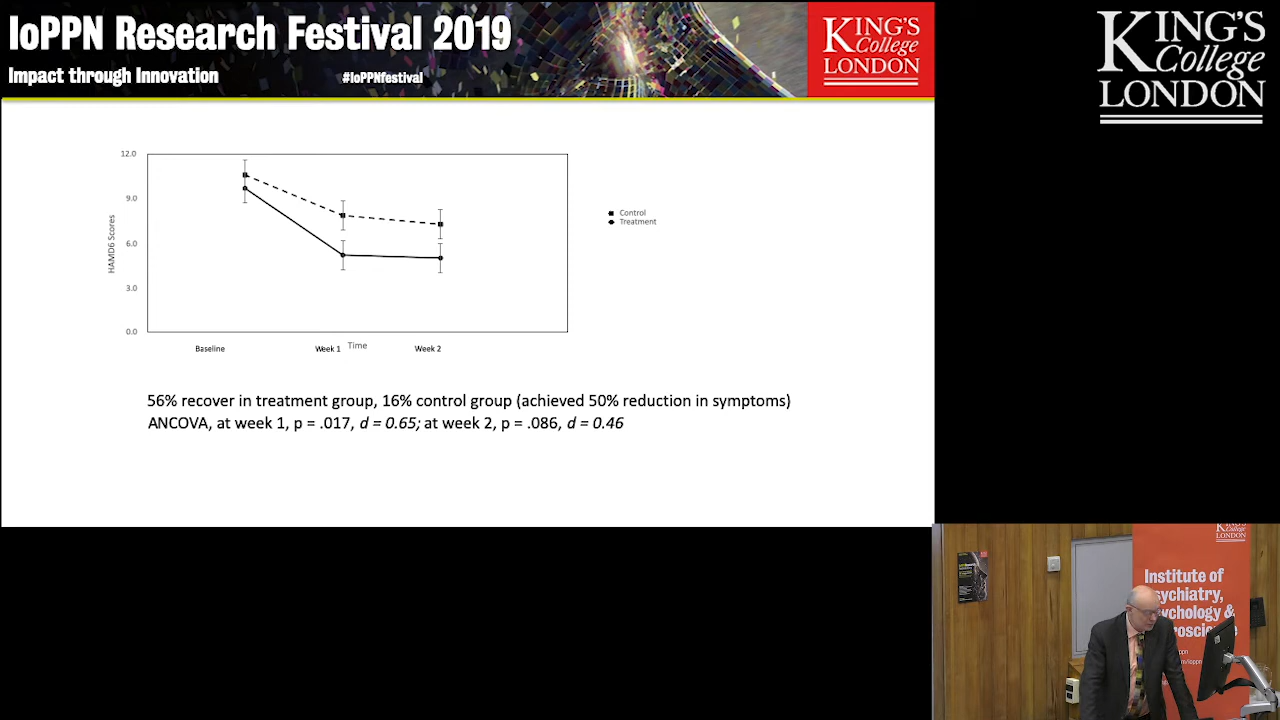 IoPPN Research Festival 2019
Impact through Innovation
#IoPPNfestival
KING'S
College
LONDON
KING'S
College
LONDON
12.0
9.0
6.0
3.0
0.0
HAMD6 Scores
Baseline
Week 1
Time
Week 2
Control
Treatment
56% recover in treatment group, 16% control group (achieved 50% reduction in symptoms)
ANCOVA, at week 1, p = .017, d = 0.65; at week 2, p = .086, d = 0.46
KING'S
College
LONDON
Institute of